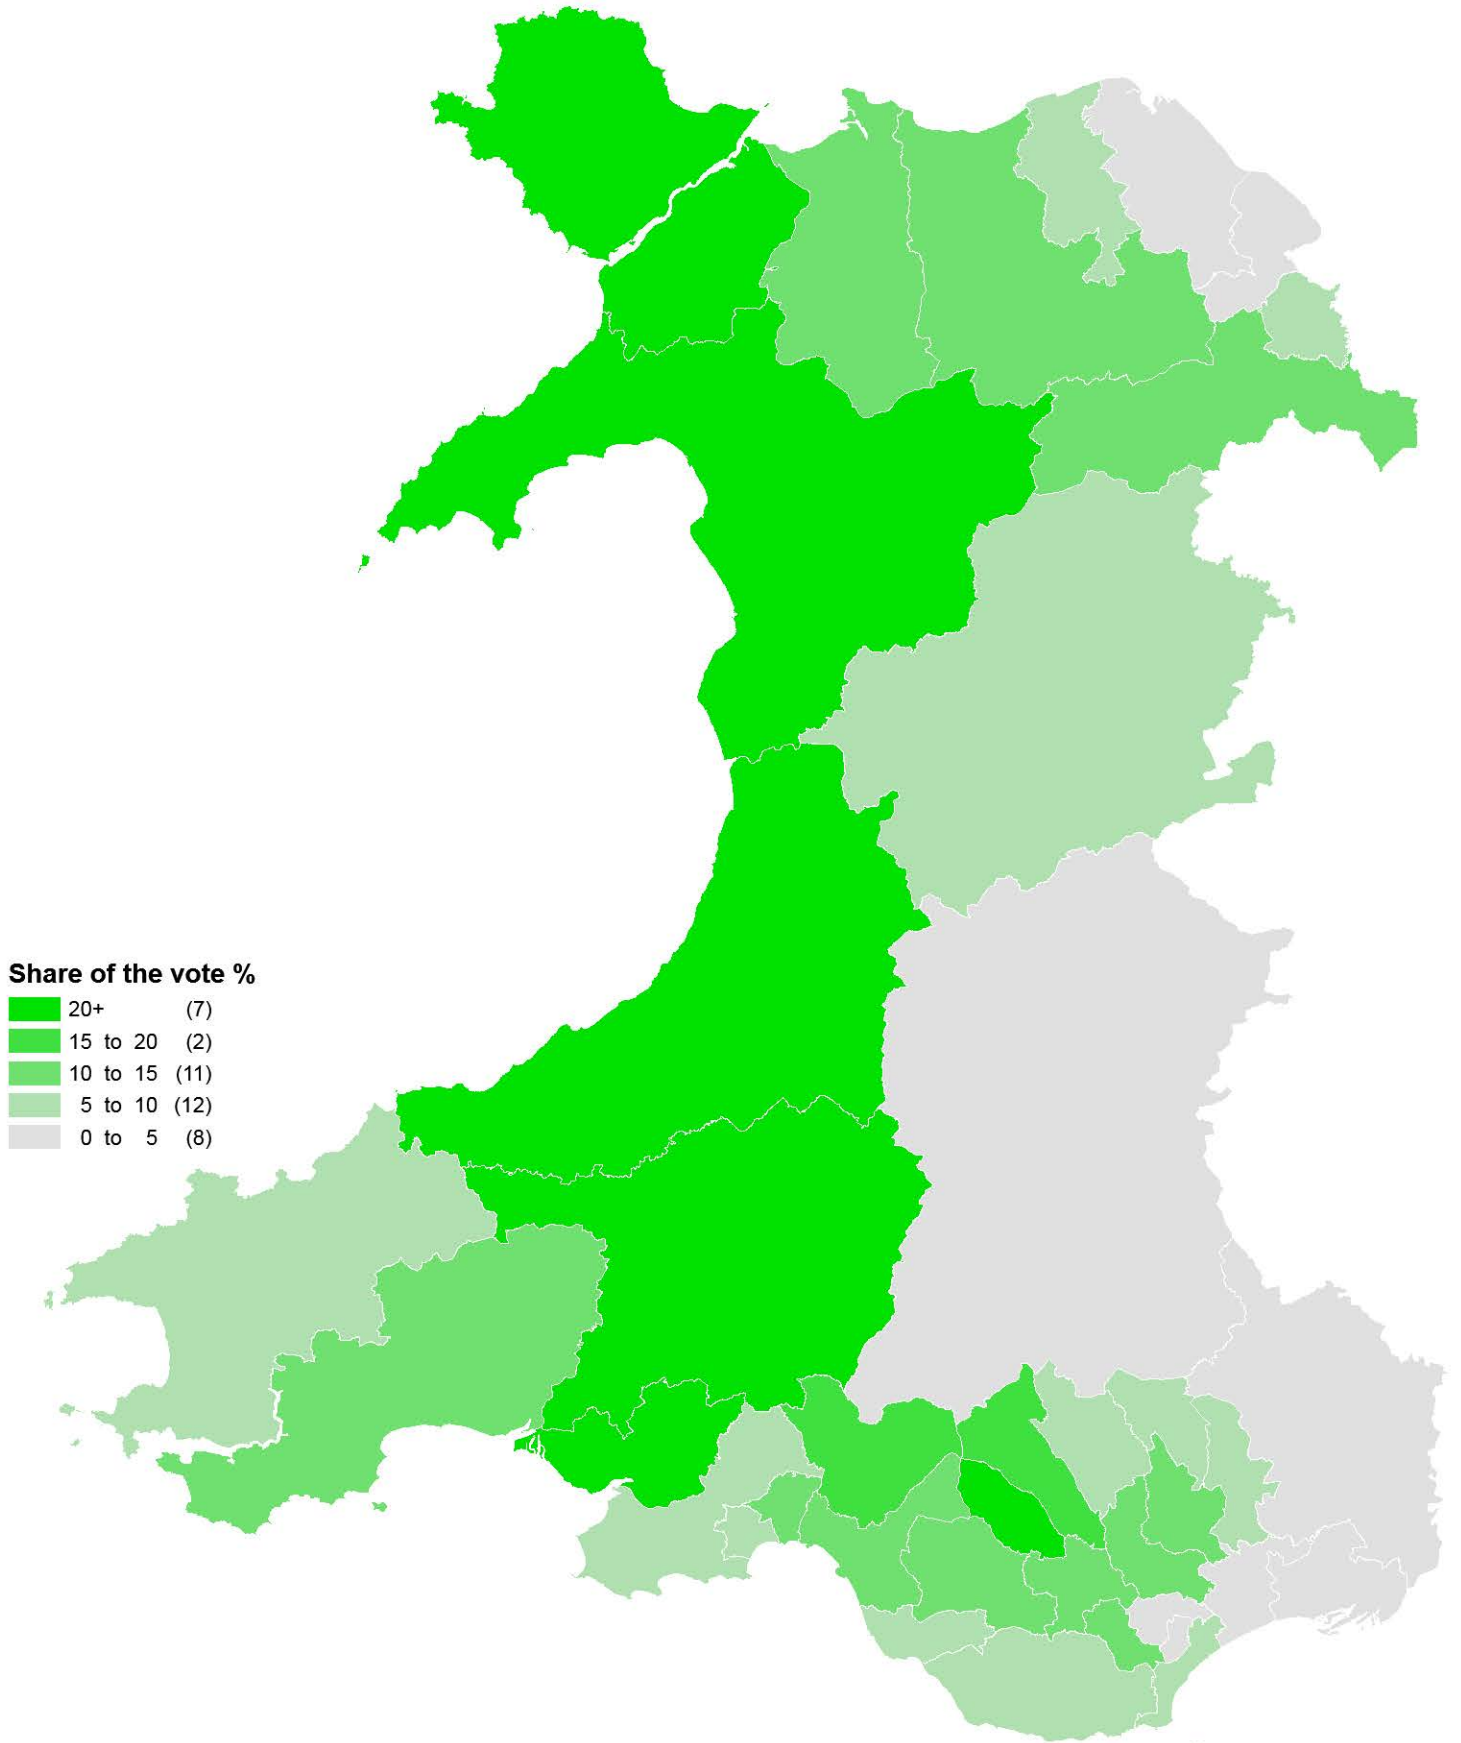 Share of the vote %
20+ (7)
15 to 20 (2)
10 to 15 (11)
5 to 10 (12)
0 to 5 (8)